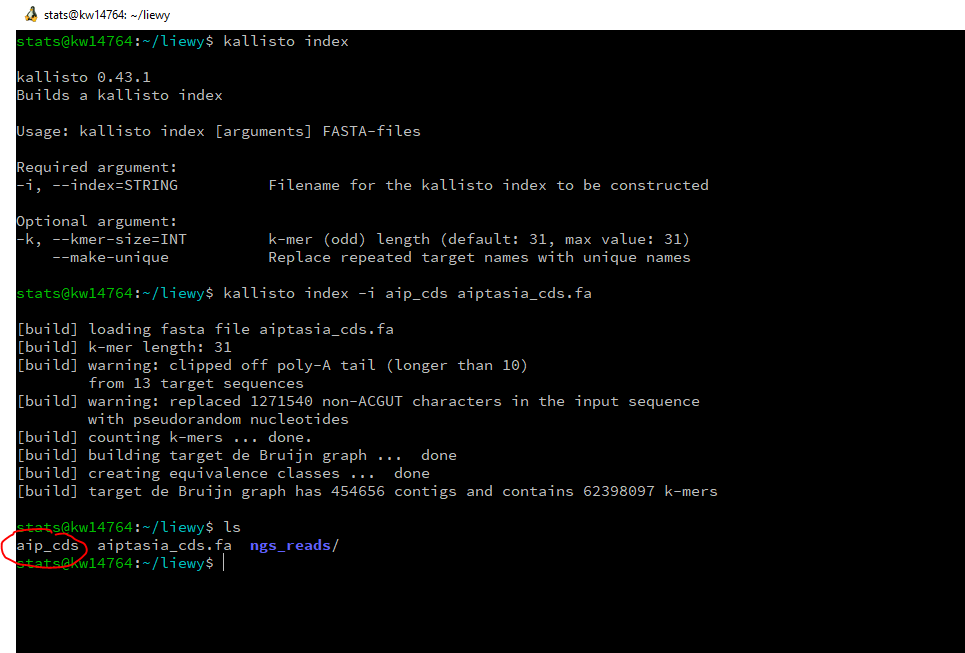 stats@kw14764: ~/liewy
stats@kw14764:~/liewy$ kallisto index
kallisto 0.43.1
Builds a kallisto index
Usage: kallisto index [arguments] FASTA-files
Required argument:
-i, --index=STRING          Filename for the kallisto index to be constructed
Optional argument:
-k, --kmer-size=INT         k-mer (odd) length (default: 31, max value: 31)
    --make-unique           Replace repeated target names with unique names
stats@kw14764:~/liewy$ kallisto index -i aip_cds aiptasia_cds.fa
[build] loading fasta file aiptasia_cds.fa
[build] k-mer length: 31
[build] warning: clipped off poly-A tail (longer than 10)
        from 13 target sequences
[build] warning: replaced 1271540 non-ACGUT characters in the input sequence
        with pseudorandom nucleotides
[build] counting k-mers ... done.
[build] building target de Bruijn graph ...  done
[build] creating equivalence classes ...  done
[build] target de Bruijn graph has 454656 contigs and contains 62398097 k-mers
stats@kw14764:~/liewy$ ls
aip_cds  aiptasia_cds.fa  ngs_reads/
stats@kw14764:~/liewy$